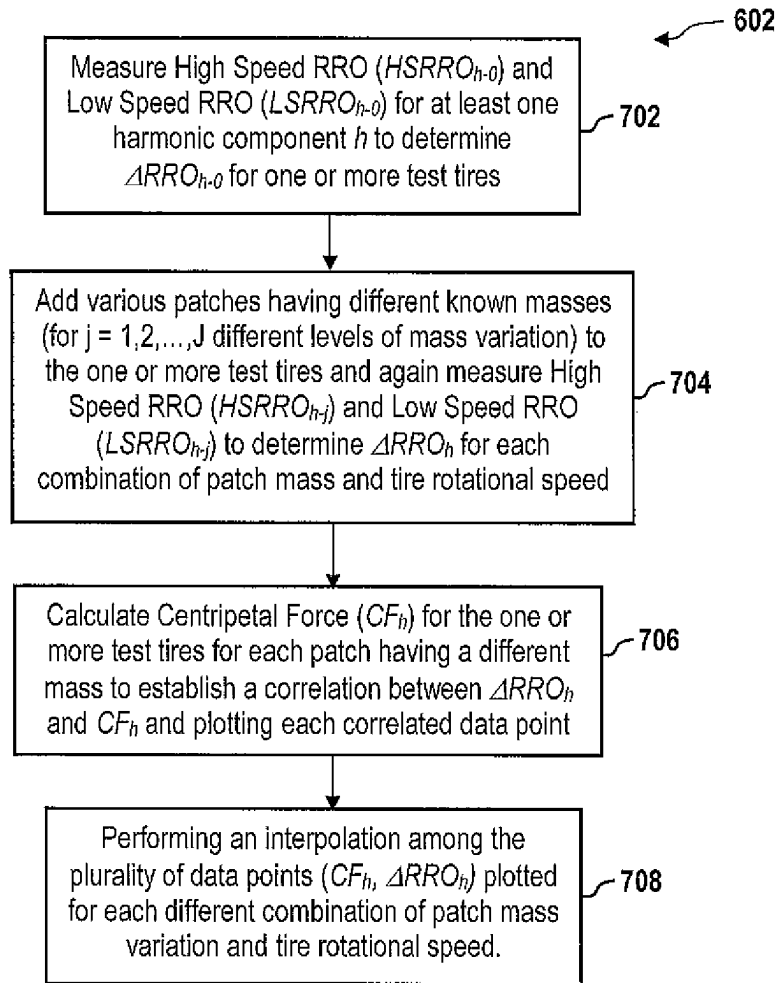 602
Measure High Speed RRO (HSRROh-0) and
Low Speed RRO (LSRROh-0) for at least one
harmonic component h to determine
ΔRROh-0 for one or more test tires
702
Add various patches having different known masses
(for j = 1,2,...,J different levels of mass variation) to
the one or more test tires and again measure High
Speed RRO (HSRROh-j) and Low Speed RRO
(LSRROh-j) to determine ΔRROh for each
combination of patch mass and tire rotational speed
704
Calculate Centripetal Force (CFh) for the one or
more test tires for each patch having a different
mass to establish a correlation between ΔRROh
and CFh and plotting each correlated data point
706
Performing an interpolation among the
plurality of data points (CFh, ΔRROh) plotted
for each different combination of patch mass
variation and tire rotational speed.
708